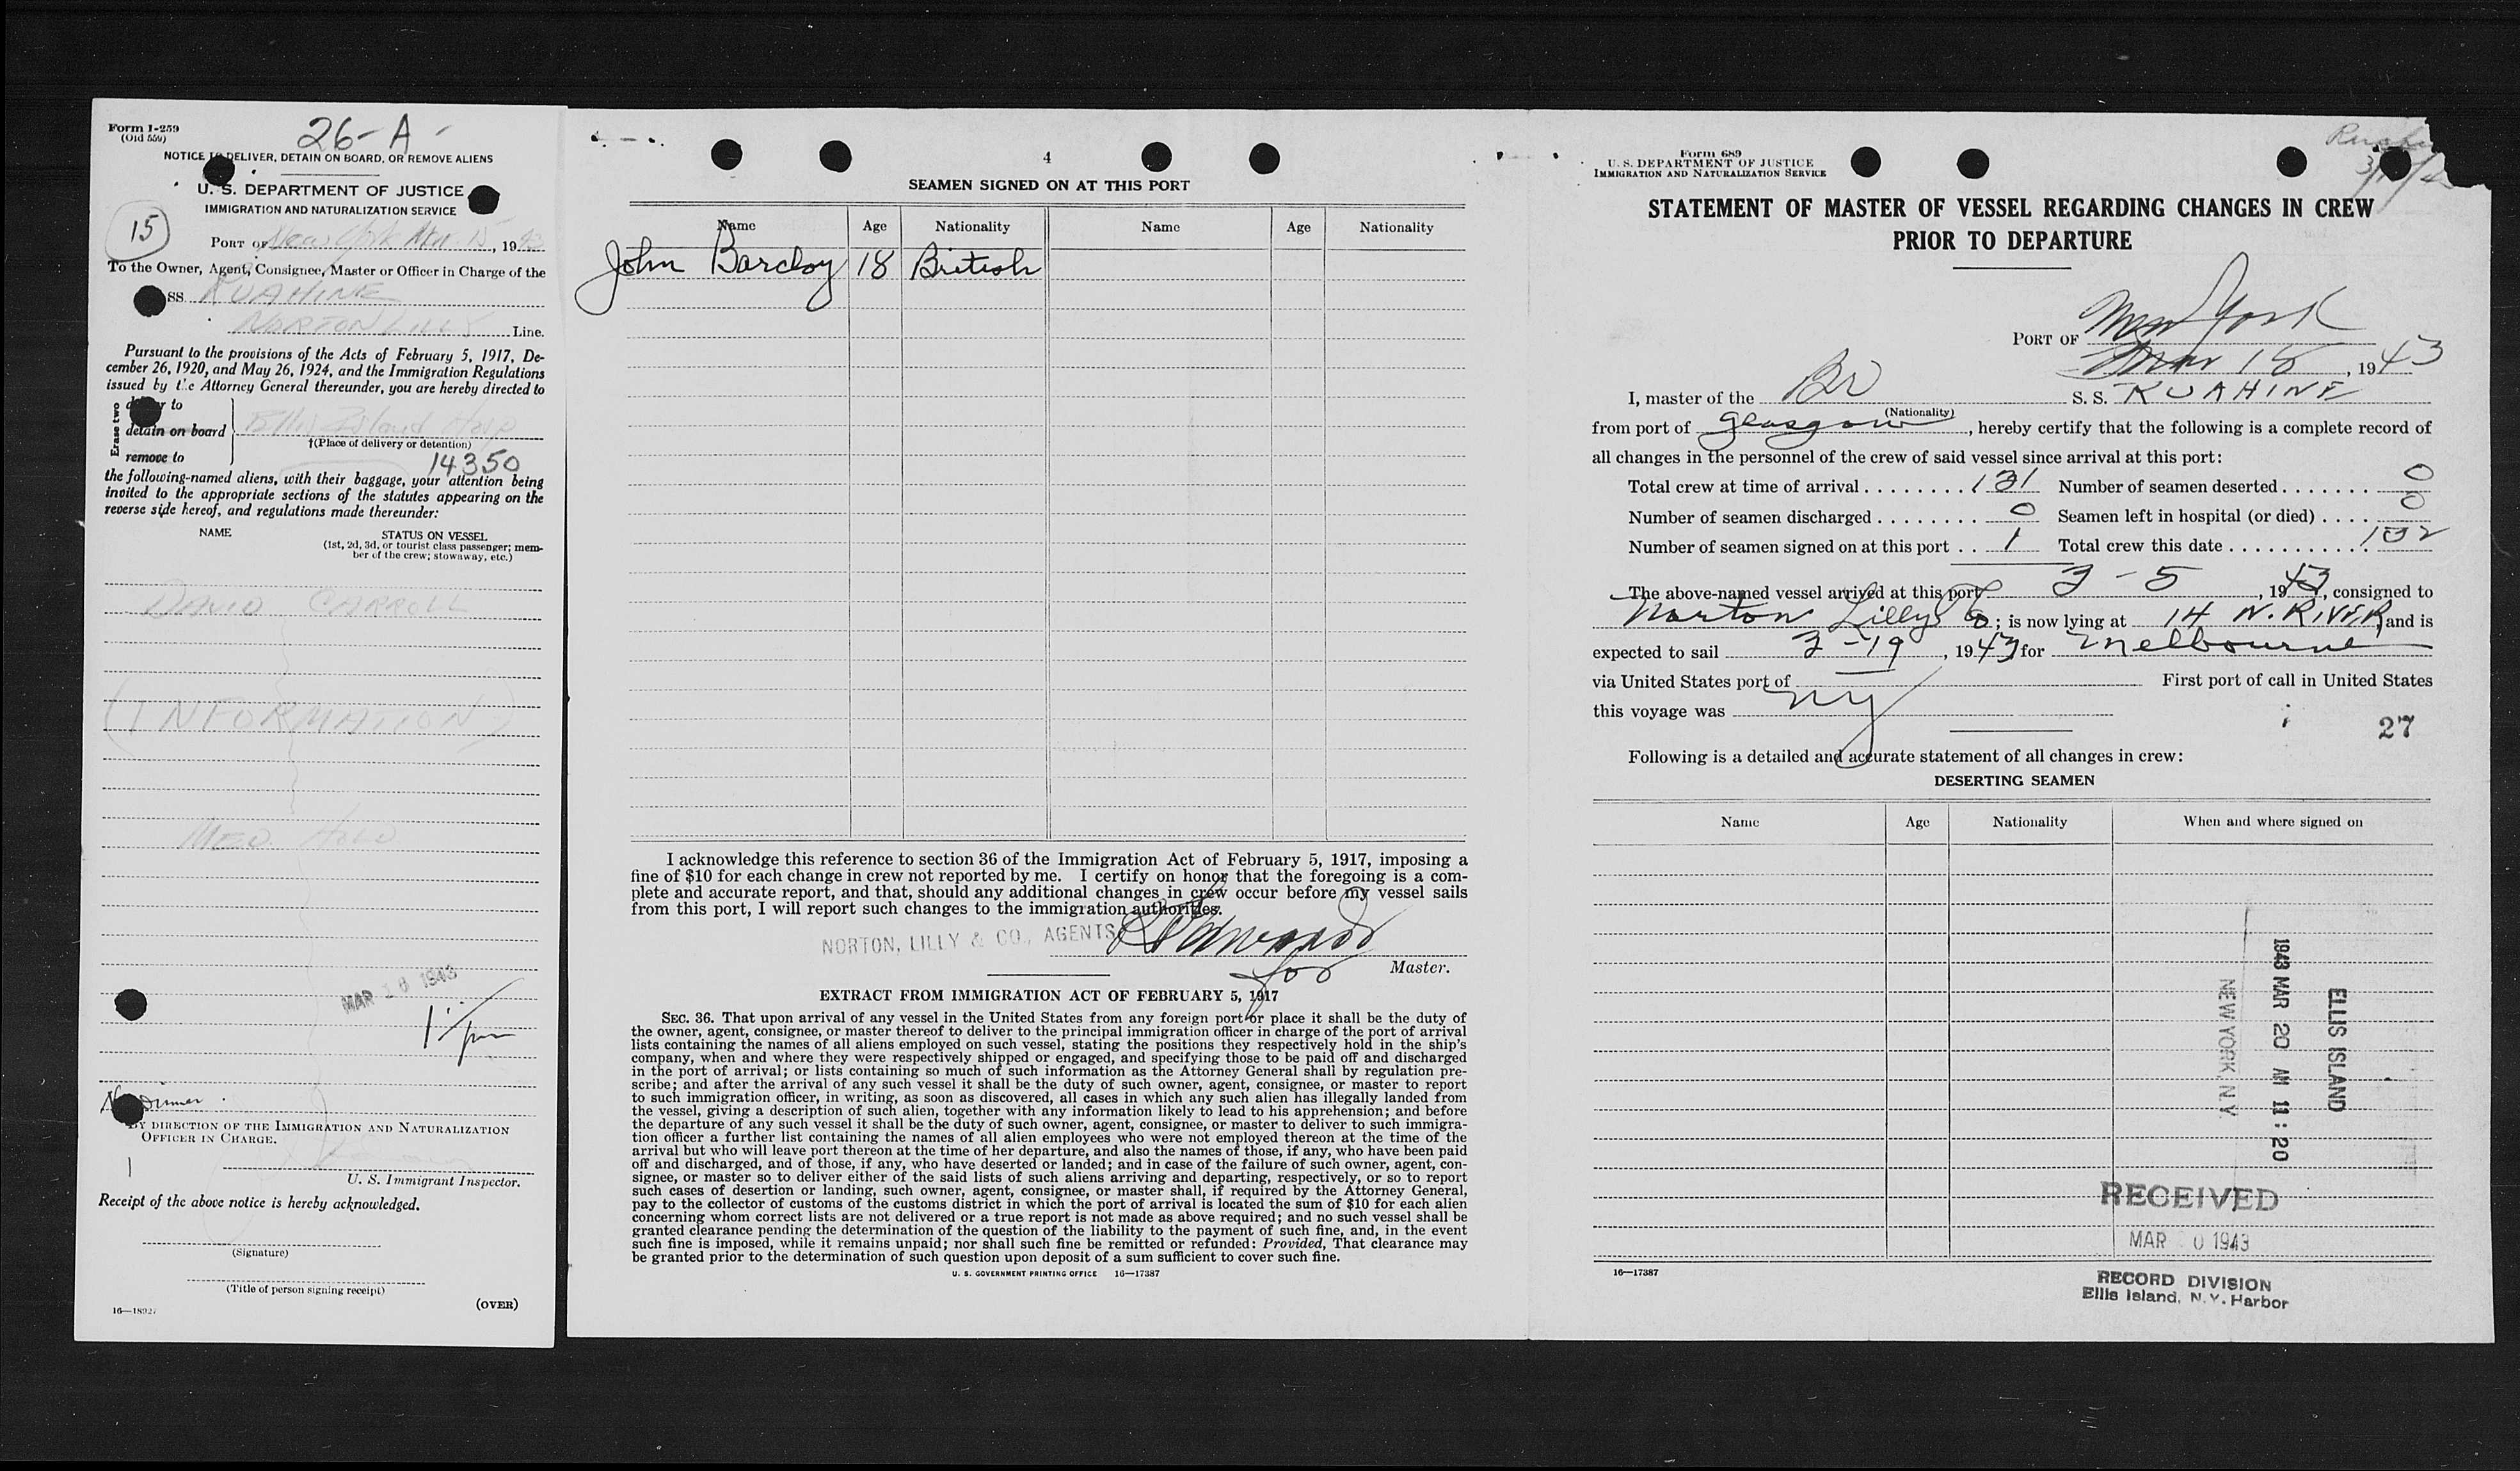 Form I-259
(Old 559)
26-A-
NOTICE TO DELIVER, DETAIN ON BOARD, OR REMOVE ALIENS
U. S. DEPARTMENT OF JUSTICE
IMMIGRATION AND NATURALIZATION SERVICE
15
PORT OF New York Mar 15, 1943
To the Owner, Agent, Consignee, Master or Officer in Charge of the
SS. RUAHINE
NORTON LILLY Line.
Pursuant to the provisions of the Acts of February 5, 1917, De-
cember 26, 1920, and May 26, 1924, and the Immigration Regulations
issued by the Attorney General thereunder, you are hereby directed to
Erase two
to
detain on board Ellis Island Hosp
†(Place of delivery or detention)
remove to
14350
the following-named aliens, with their baggage, your attention being
invited to the appropriate sections of the statutes appearing on the
reverse side hereof, and regulations made thereunder:
NAME STATUS ON VESSEL
(1st, 2d, 3d, or tourist class passenger; mem-
ber of the crew; stowaway, etc.)
DAVID CARROLL
(INFORMATION)
MED. HOLD
MAR 1943
No Dinner
BY DIRECTION OF THE IMMIGRATION AND NATURALIZATION
OFFICER IN CHARGE.
U. S. Immigrant Inspector.
Receipt of the above notice is hereby acknowledged.
(Signature)
(Title of person signing receipt)
(OVER)
4
SEAMEN SIGNED ON AT THIS PORT
Name Age Nationality Name Age Nationality
John Barclay 18 British
I acknowledge this reference to section 36 of the Immigration Act of February 5, 1917, imposing a
fine of $10 for each change in crew not reported by me. I certify on honor that the foregoing is a com-
plete and accurate report, and that, should any additional changes in crew occur before my vessel sails
from this port, I will report such changes to the immigration authorities.
NORTON, LILLY & CO., AGENTS
for
Master.
EXTRACT FROM IMMIGRATION ACT OF FEBRUARY 5, 1917
SEC. 36. That upon arrival of any vessel in the United States from any foreign port or place it shall be the duty of
the owner, agent, consignee, or master thereof to deliver to the principal immigration officer in charge of the port of arrival
lists containing the names of all aliens employed on such vessel, stating the positions they respectively hold in the ship's
company, when and where they were respectively shipped or engaged, and specifying those to be paid off and discharged
in the port of arrival; or lists containing so much of such information as the Attorney General shall by regulation pre-
scribe; and after the arrival of any such vessel it shall be the duty of such owner, agent, consignee, or master to report
to such immigration officer, in writing, as soon as discovered, all cases in which any such alien has illegally landed from
the vessel, giving a description of such alien, together with any information likely to lead to his apprehension; and before
the departure of any such vessel it shall be the duty of such owner, agent, consignee, or master to deliver to such immigra-
tion officer a further list containing the names of all alien employees who were not employed thereon at the time of the
arrival but who will leave port thereon at the time of her departure, and also the names of those, if any, who have been paid
off and discharged, and of those, if any, who have deserted or landed; and in case of the failure of such owner, agent, con-
signee, or master so to deliver either of the said lists of such aliens arriving and departing, respectively, or so to report
such cases of desertion or landing, such owner, agent, consignee, or master shall, if required by the Attorney General,
pay to the collector of customs of the customs district in which the port of arrival is located the sum of $10 for each alien
concerning whom correct lists are not delivered or a true report is not made as above required; and no such vessel shall be
granted clearance pending the determination of the question of the liability to the payment of such fine, and, in the event
such fine is imposed, while it remains unpaid; nor shall such fine be remitted or refunded: Provided, That clearance may
be granted prior to the determination of such question upon deposit of a sum sufficient to cover such fine.
U. S. GOVERNMENT PRINTING OFFICE 16—17387
Form 689
U. S. DEPARTMENT OF JUSTICE
IMMIGRATION AND NATURALIZATION SERVICE
STATEMENT OF MASTER OF VESSEL REGARDING CHANGES IN CREW
PRIOR TO DEPARTURE
PORT OF New York
Mar 18, 1943
I, master of the Br S. S. RUAHINE
(Nationality)
from port of Glasgow, hereby certify that the following is a complete record of
all changes in the personnel of the crew of said vessel since arrival at this port:
Total crew at time of arrival 131 Number of seamen deserted 0
Number of seamen discharged 0 Seamen left in hospital (or died) 0
Number of seamen signed on at this port 1 Total crew this date 132
The above-named vessel arrived at this port 3-5, 1943, consigned to
Norton Lilly Co; is now lying at 14 N. RIVER and is
expected to sail 3-19, 1943, for Melbourne
via United States port of First port of call in United States
this voyage was NY
27
Following is a detailed and accurate statement of all changes in crew:
DESERTING SEAMEN
Name Age Nationality When and where signed on
ELLIS ISLAND
1943 MAR 20 AM 11:20
NEW YORK, N.Y.
RECEIVED
MAR 0 1943
RECORD DIVISION
Ellis Island, N.Y. Harbor
16—17387